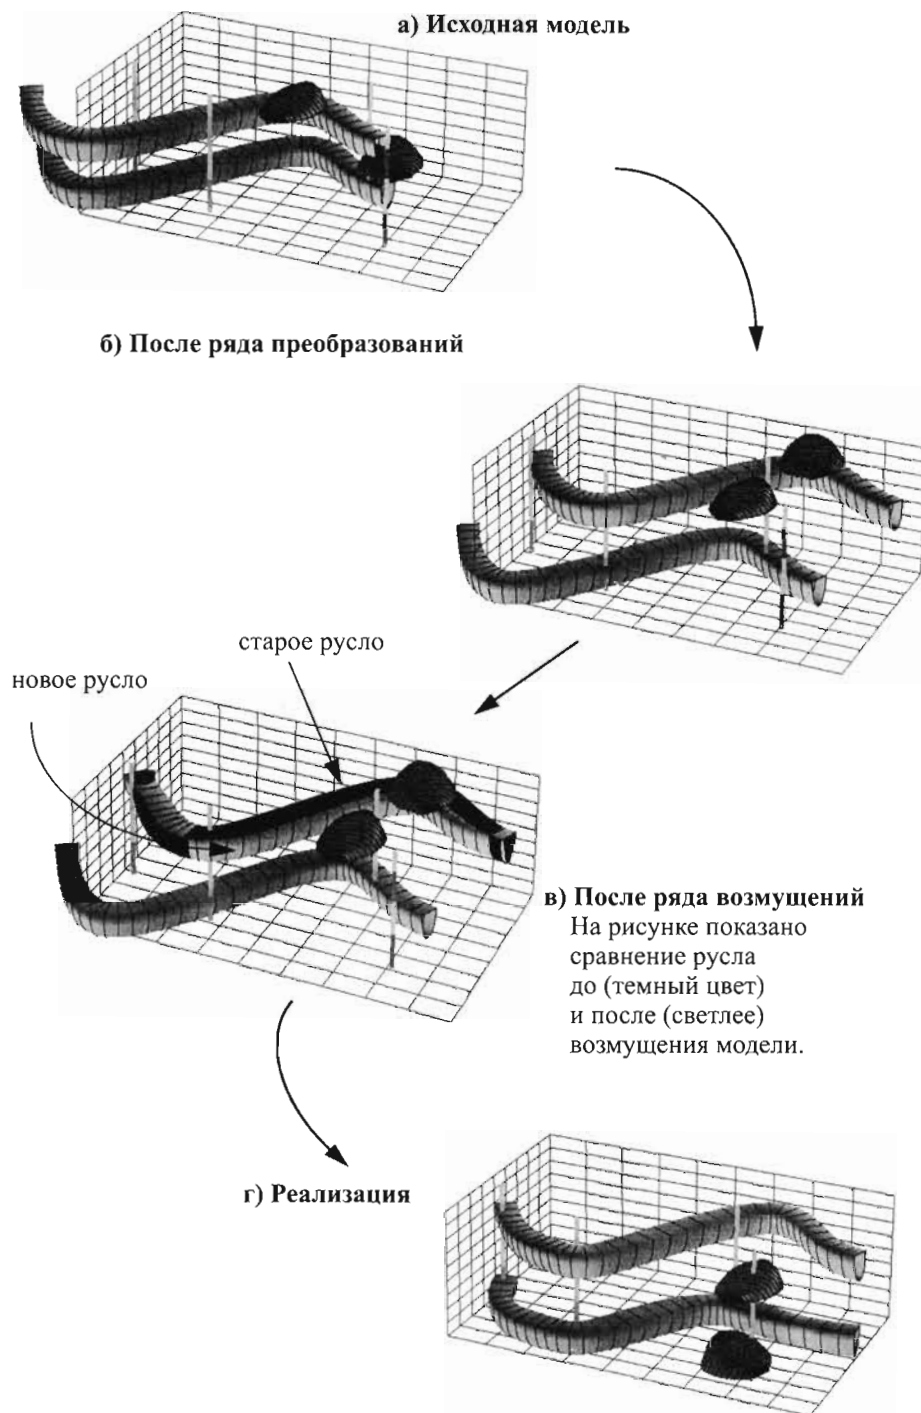 а) Исходная модель
б) После ряда преобразований
старое русло
новое русло
в) После ряда возмущений
На рисунке показано
сравнение русла
до (темный цвет)
и после (светлее)
возмущения модели.
г) Реализация